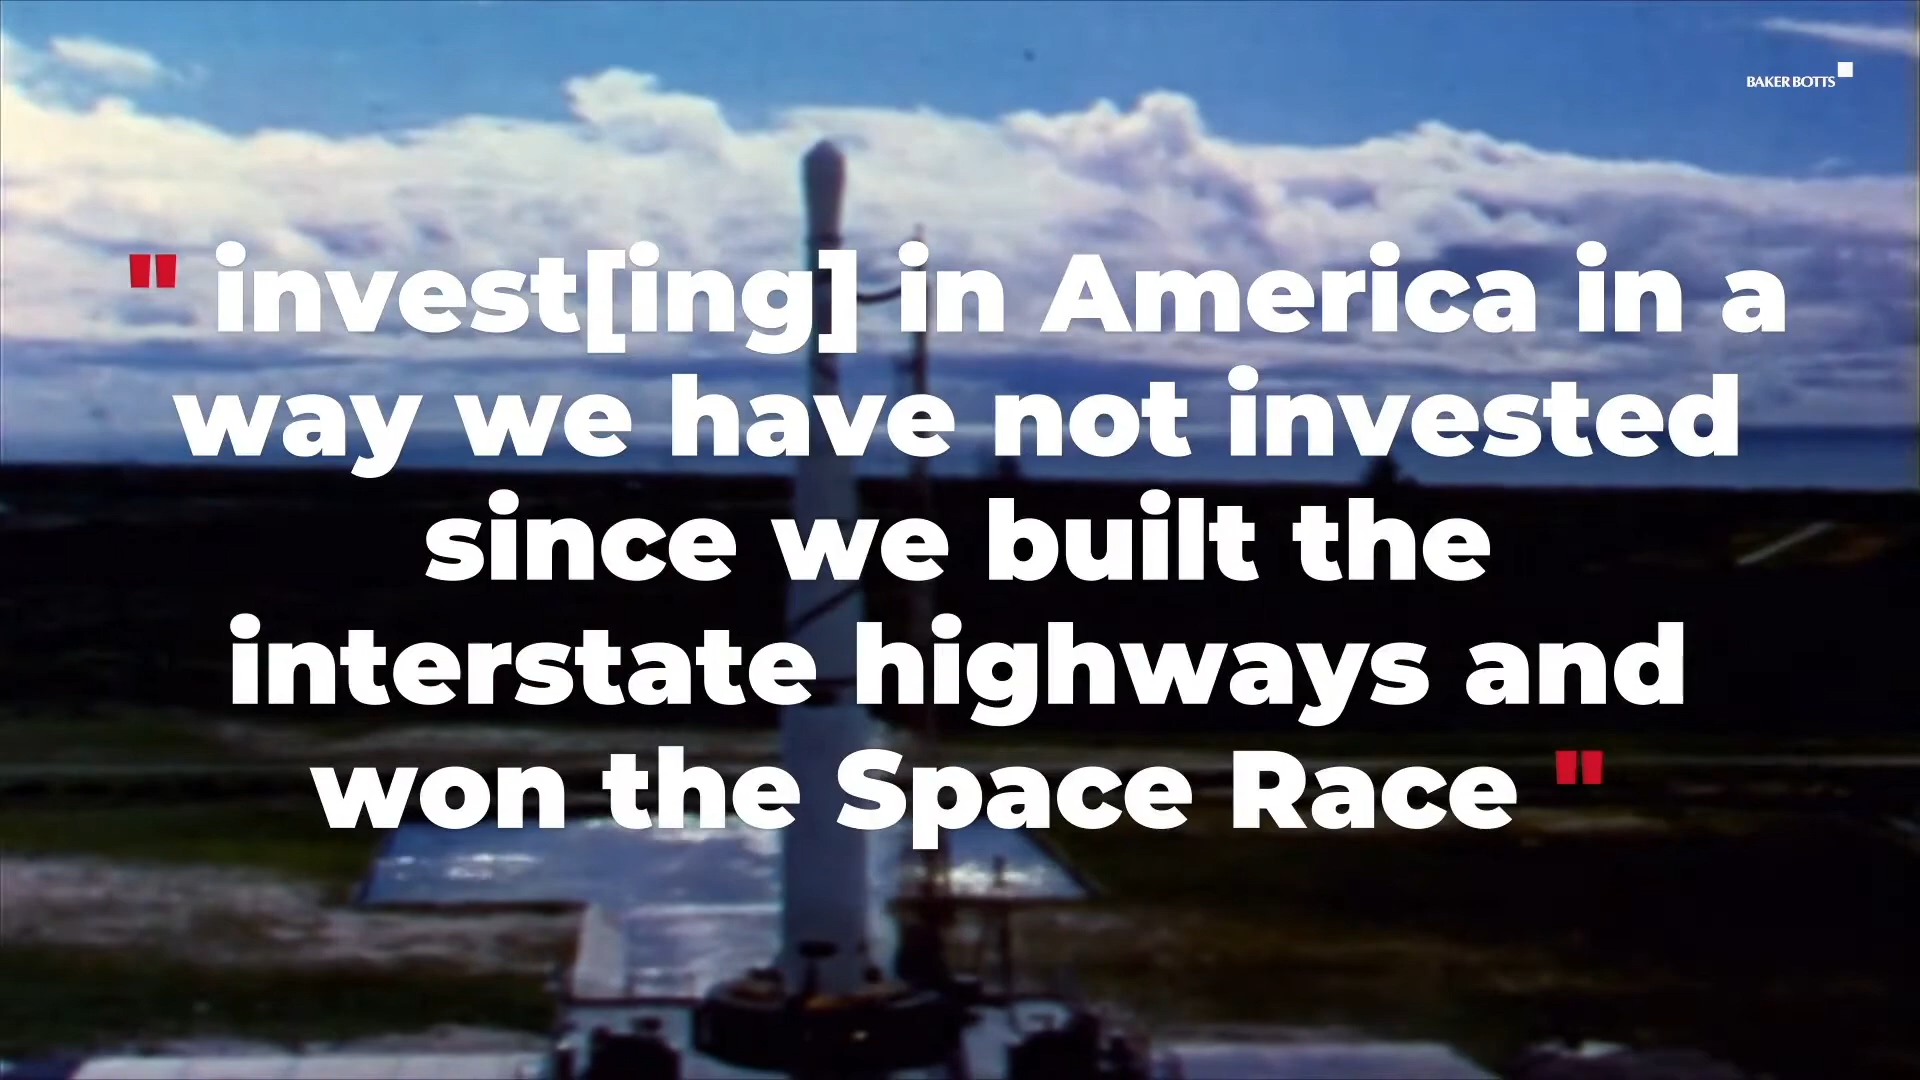 BAKER BOTTS
" invest[ing] in America in a
way we have not invested
since we built the
interstate highways and
won the Space Race "